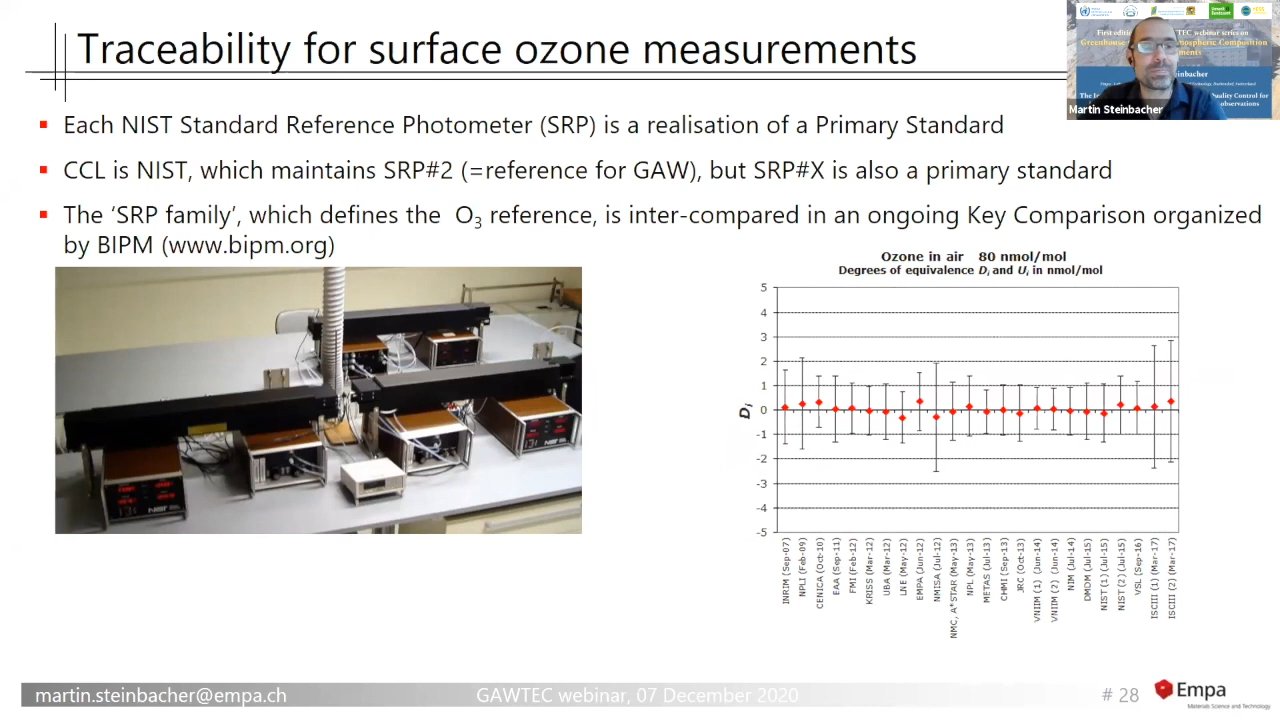 Traceability for surface ozone measurements
Each NIST Standard Reference Photometer (SRP) is a realisation of a Primary Standard
CCL is NIST, which maintains SRP#2 (=reference for GAW), but SRP#X is also a primary standard
The ‘SRP family’, which defines the O3 reference, is inter-compared in an ongoing Key Comparison organized
by BIPM (www.bipm.org)
Martin Steinbacher
NIST
Ozone in air 80 nmol/mol
Degrees of equivalence Di and Ui in nmol/mol
5
4
3
2
1
0
-1
-2
-3
-4
-5
Di
INRIM (Sep-07)
NPLI (Feb-09)
CENICA (Oct-10)
EAA (Sep-11)
FMI (Feb-12)
KRISS (Mar-12)
UBA (Mar-12)
LNE (May-12)
EMPA (Jun-12)
NMISA (Jul-12)
NMC, A*STAR (May-13)
NPL (May-13)
METAS (Jul-13)
CHMI (Sep-13)
JRC (Oct-13)
VNIIM (1) (Jun-14)
VNIIM (2) (Jun-14)
NIM (Jul-14)
DMDM (Jul-15)
NIST (1) (Jul-15)
NIST (2) (Jul-15)
VSL (Sep-16)
ISCIII (1) (Mar-17)
ISCIII (2) (Mar-17)
martin.steinbacher@empa.ch
GAWTEC webinar, 07 December 2020
# 28
Empa
Materials Science and Technology